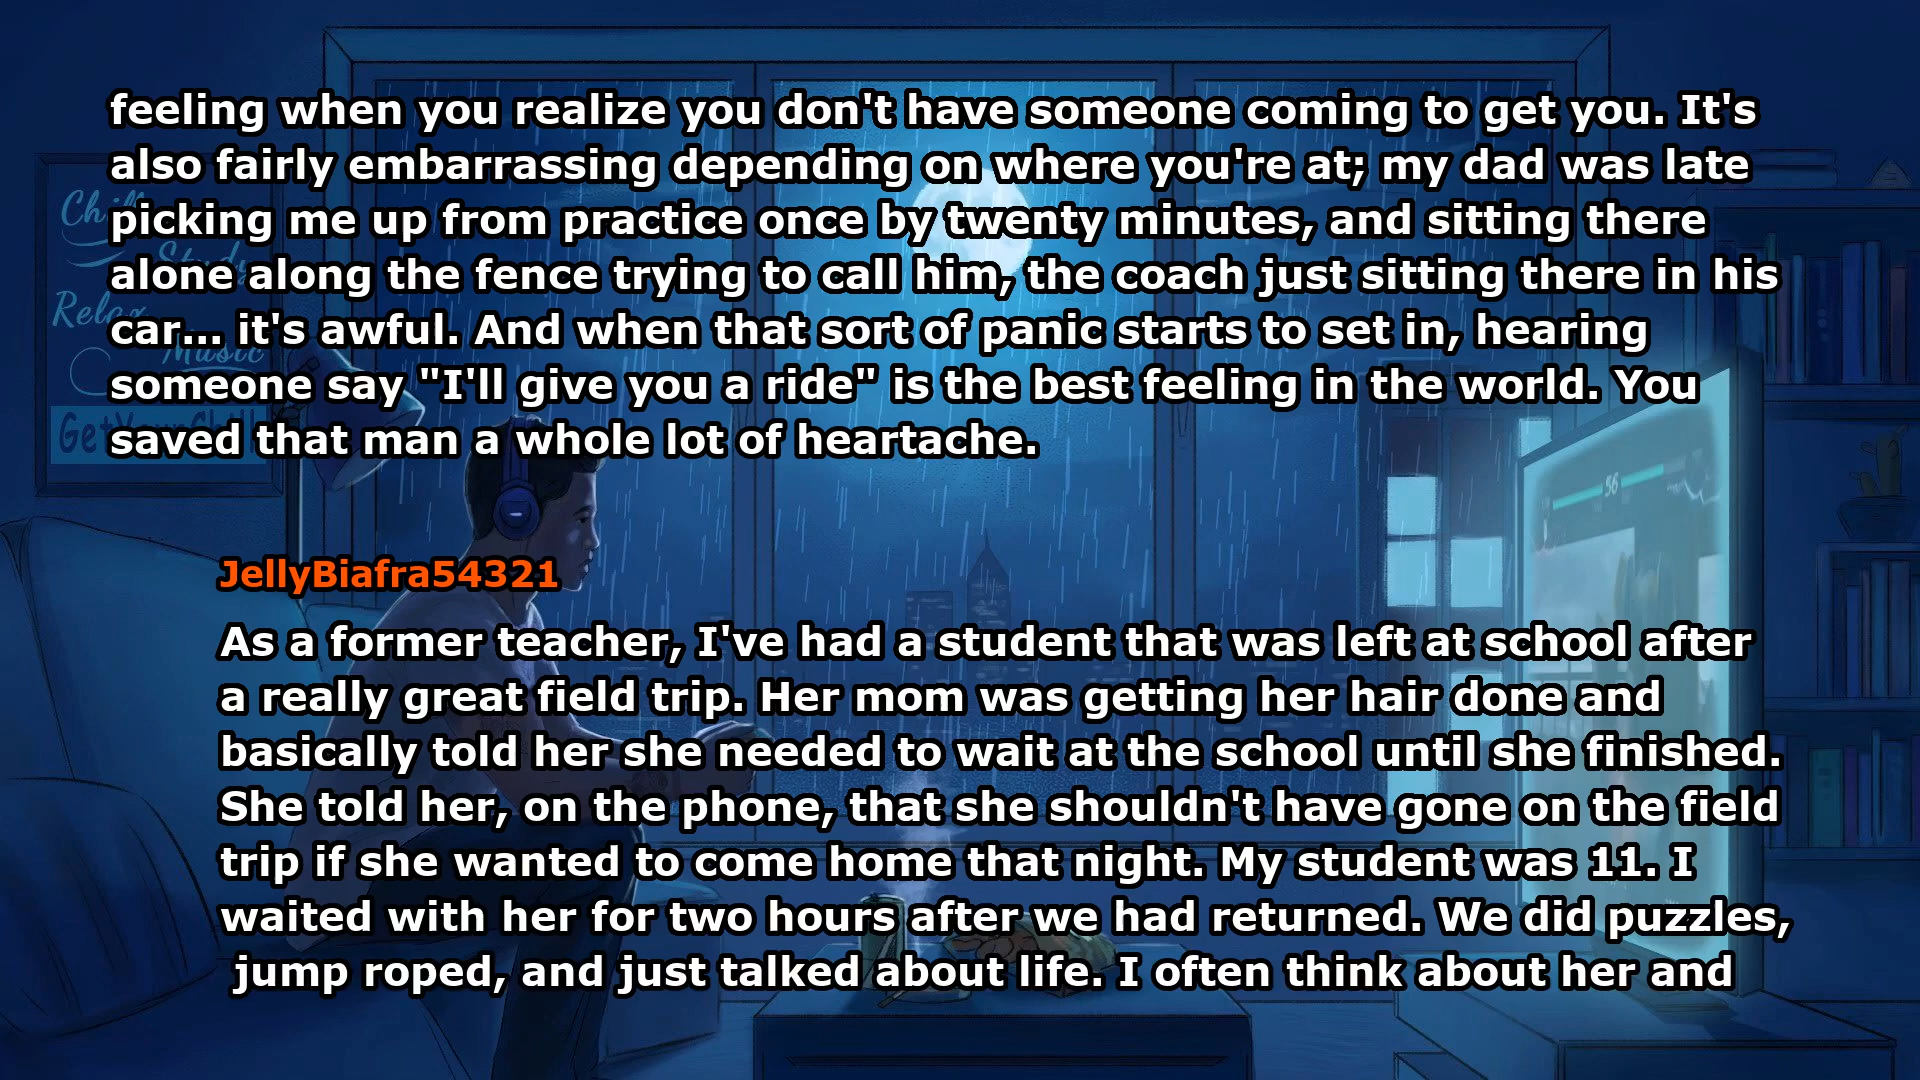 feeling when you realize you don't have someone coming to get you. It's
also fairly embarrassing depending on where you're at; my dad was late
picking me up from practice once by twenty minutes, and sitting there
alone along the fence trying to call him, the coach just sitting there in his
car... it's awful. And when that sort of panic starts to set in, hearing
someone say "I'll give you a ride" is the best feeling in the world. You
saved that man a whole lot of heartache.
Chill
Study
Relax
Music
GetYourChill
56
JellyBiafra54321
As a former teacher, I've had a student that was left at school after
a really great field trip. Her mom was getting her hair done and
basically told her she needed to wait at the school until she finished.
She told her, on the phone, that she shouldn't have gone on the field
trip if she wanted to come home that night. My student was 11. I
waited with her for two hours after we had returned. We did puzzles,
jump roped, and just talked about life. I often think about her and